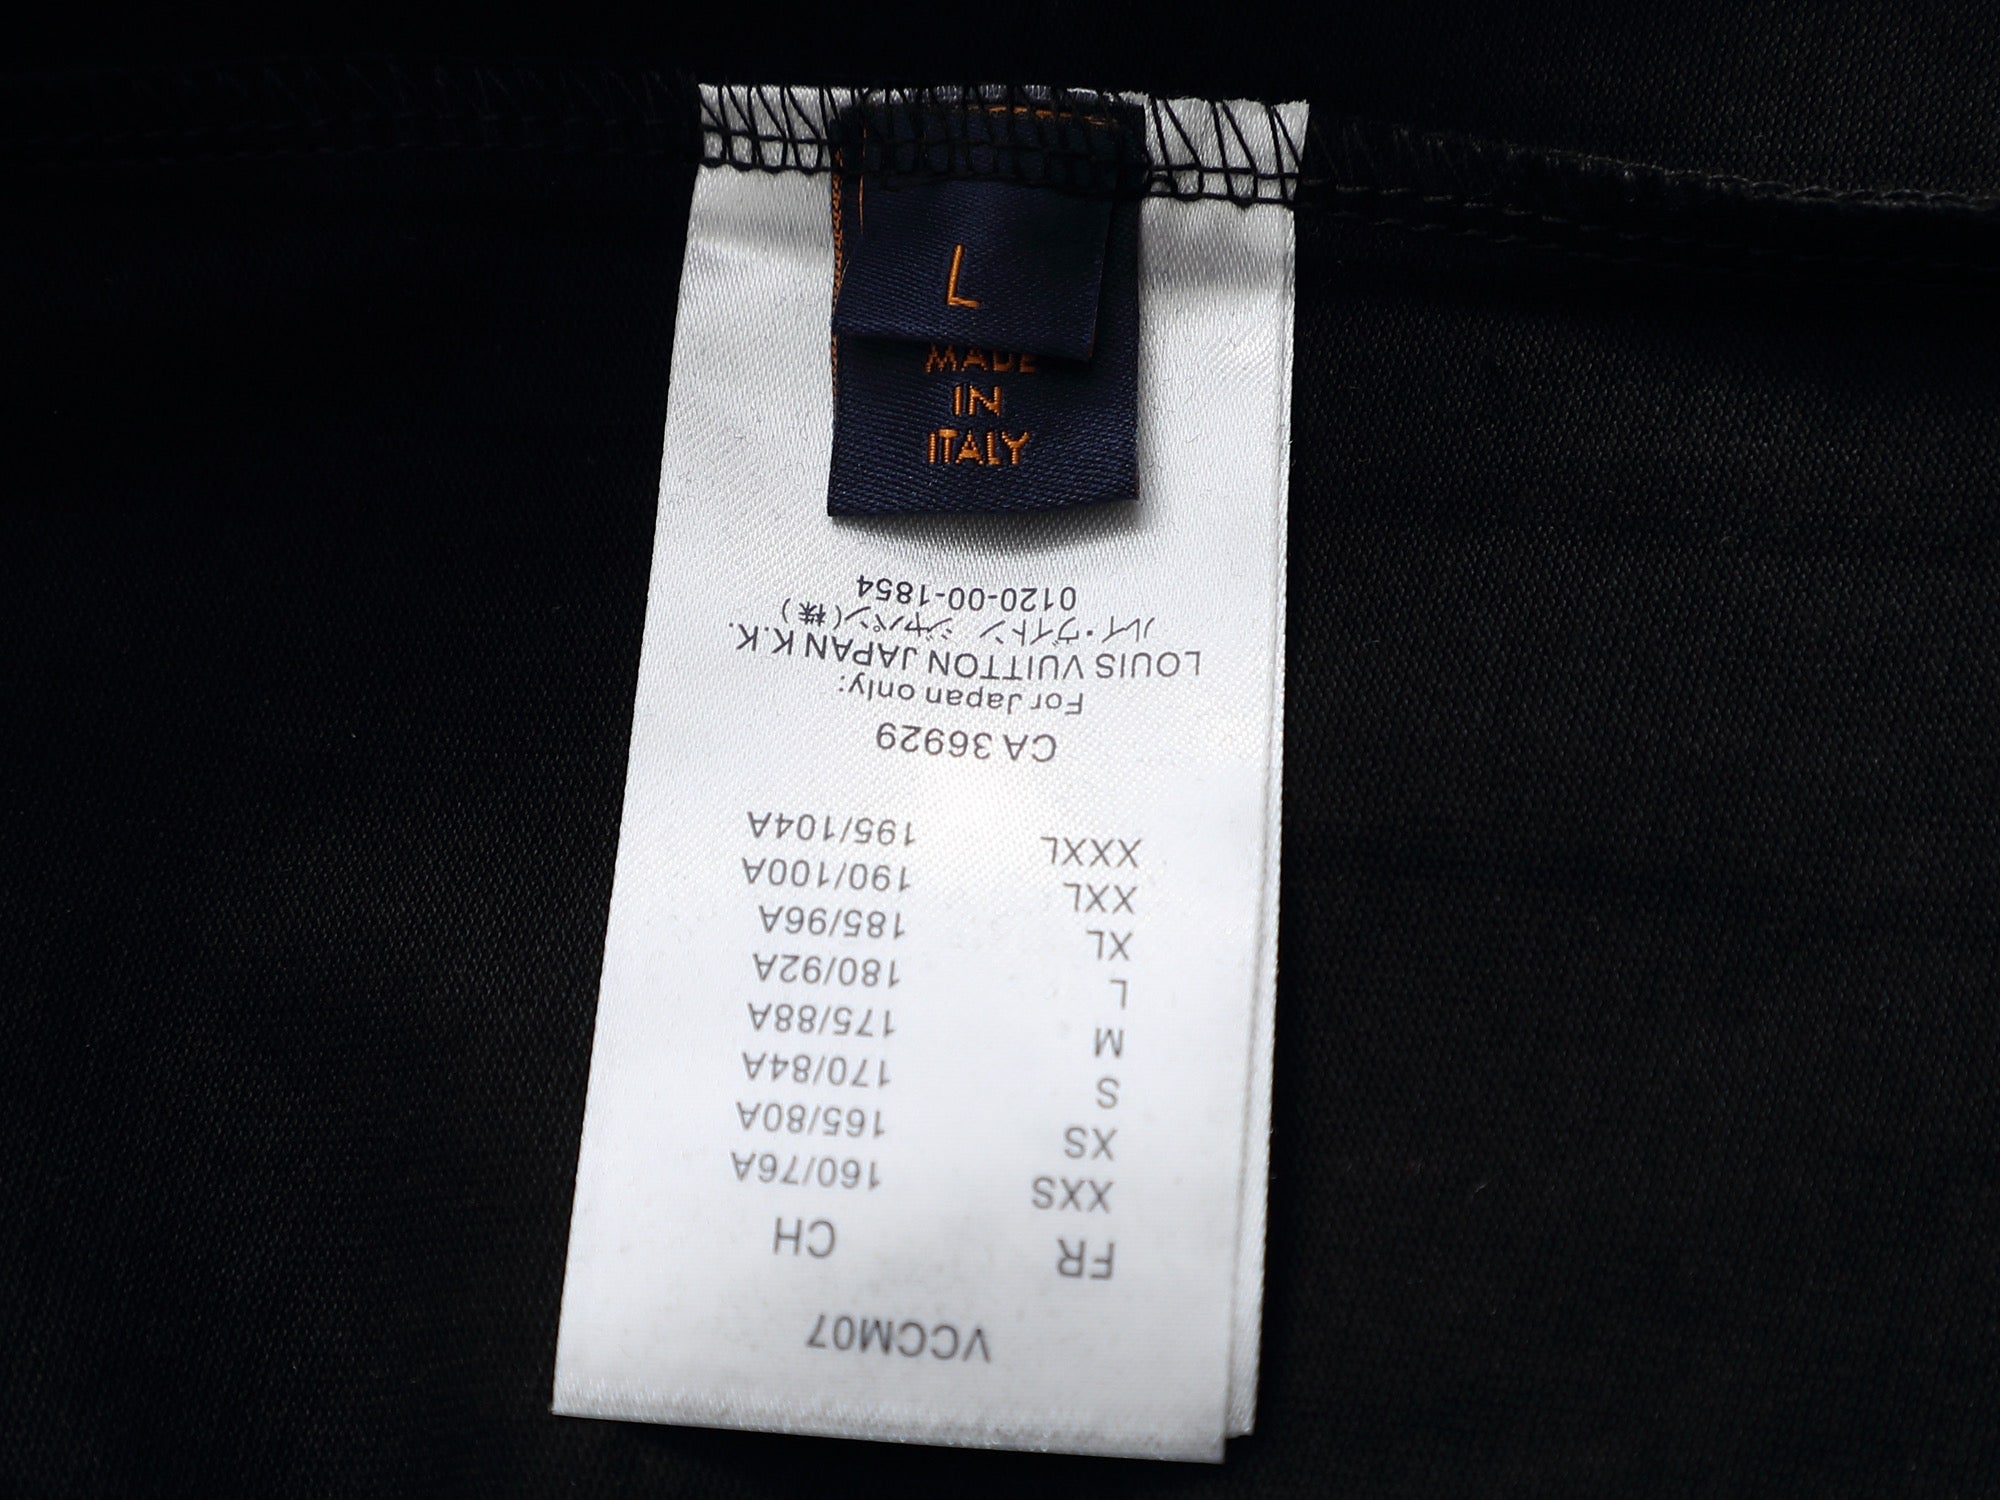 L
MADE
IN
ITALY
VCCM07
FR CH
XXS 160/76A
XS 165/80A
S 170/84A
M 175/88A
L 180/92A
XL 185/96A
XXL 190/100A
XXXL 195/104A
CA 36929
For Japan only:
LOUIS VUITTON JAPAN K.K.
ルイ・ヴィトン ジャパン(株)
0120-00-1854